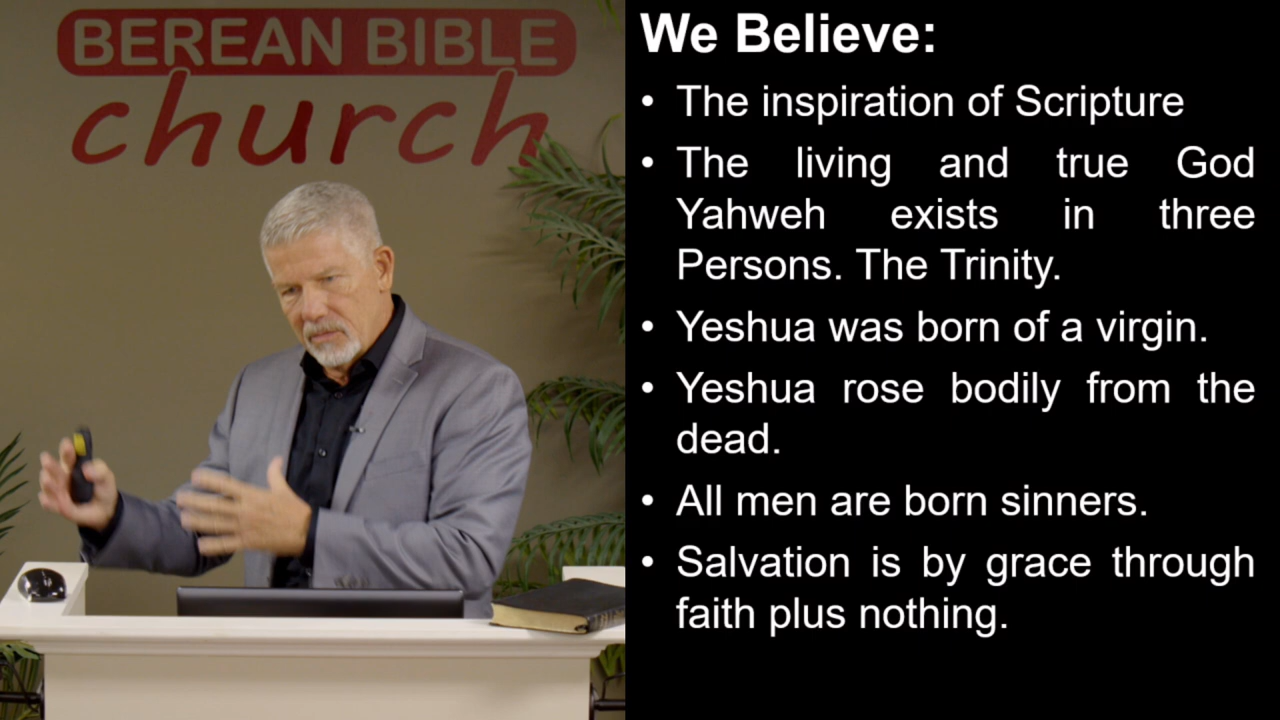 BEREAN BIBLE
church
We Believe:
• The inspiration of Scripture
• The living and true God
Yahweh exists in three
Persons. The Trinity.
• Yeshua was born of a virgin.
• Yeshua rose bodily from the
dead.
• All men are born sinners.
• Salvation is by grace through
faith plus nothing.